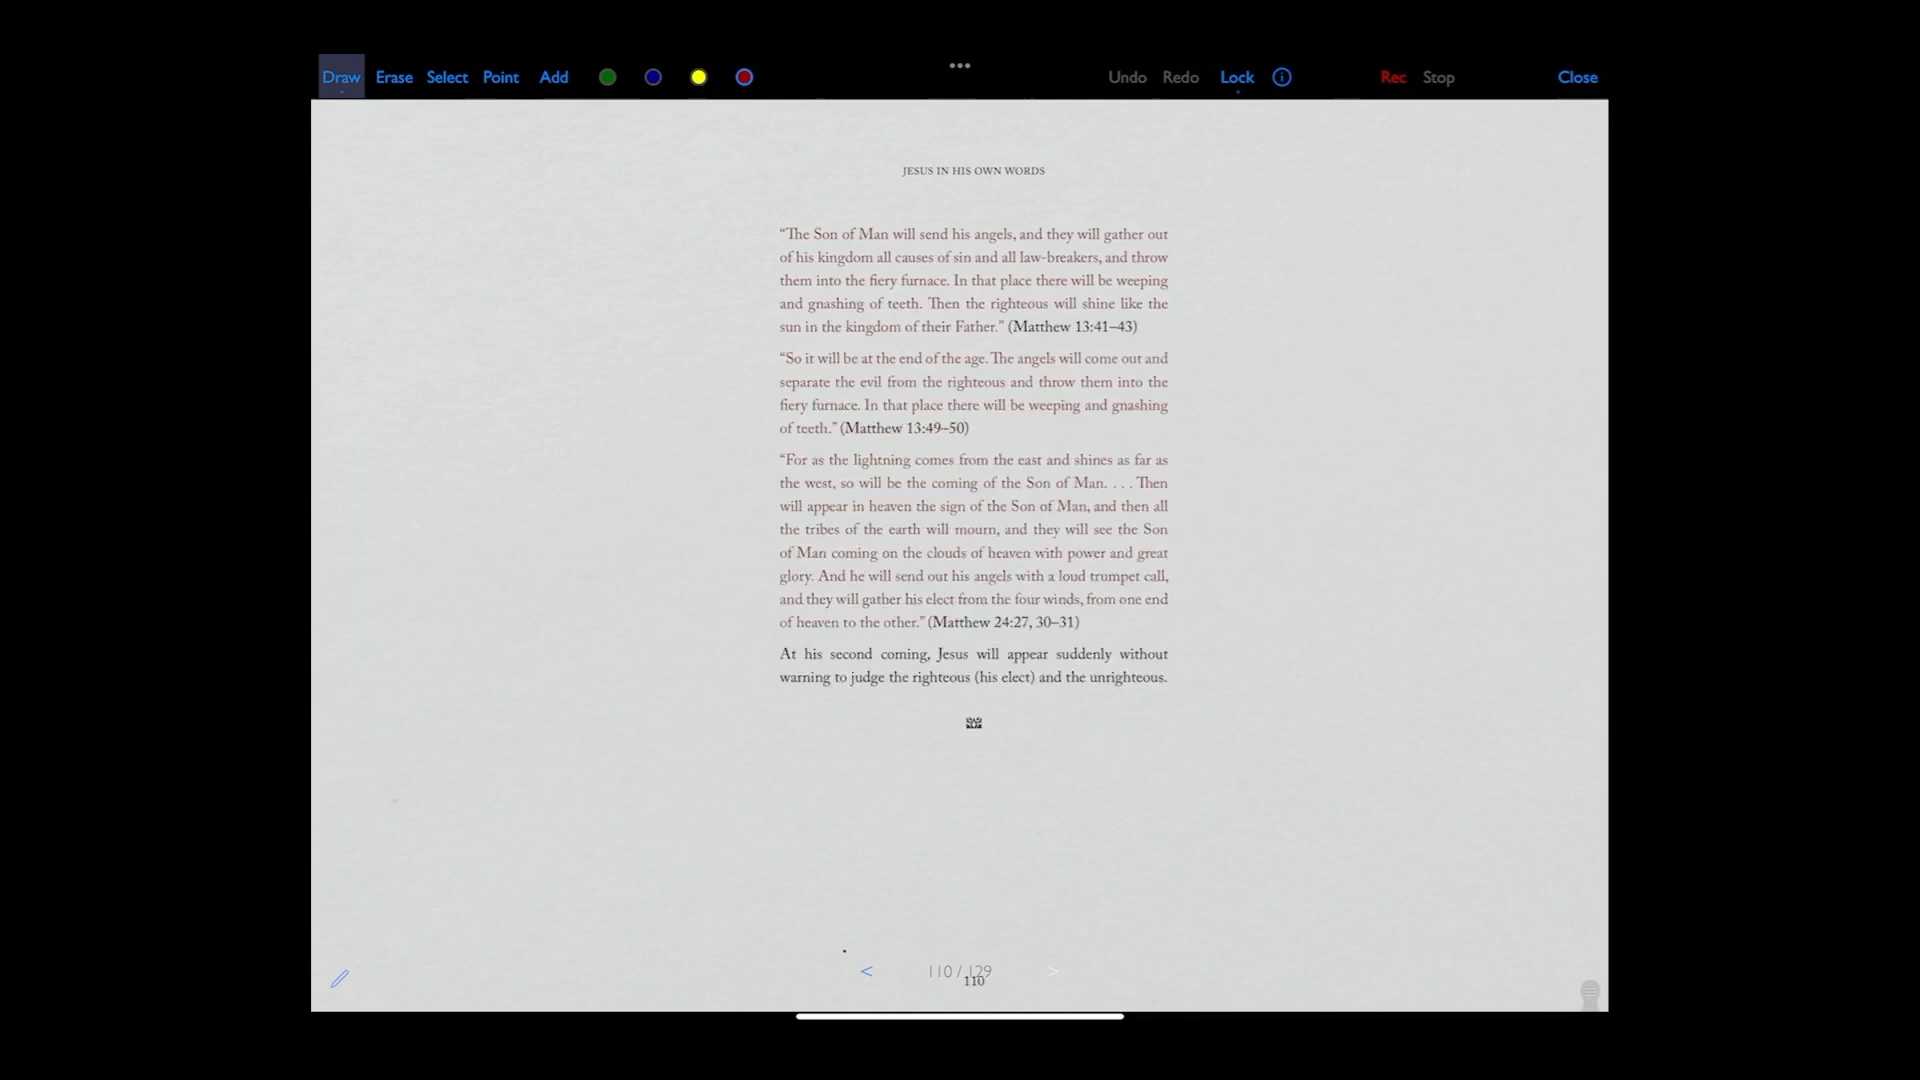 Draw Erase Select Point Add Undo Redo Lock Rec Stop Close
JESUS IN HIS OWN WORDS
“The Son of Man will send his angels, and they will gather out
of his kingdom all causes of sin and all law-breakers, and throw
them into the fiery furnace. In that place there will be weeping
and gnashing of teeth. Then the righteous will shine like the
sun in the kingdom of their Father.” (Matthew 13:41–43)
“So it will be at the end of the age. The angels will come out and
separate the evil from the righteous and throw them into the
fiery furnace. In that place there will be weeping and gnashing
of teeth.” (Matthew 13:49–50)
“For as the lightning comes from the east and shines as far as
the west, so will be the coming of the Son of Man. . . . Then
will appear in heaven the sign of the Son of Man, and then all
the tribes of the earth will mourn, and they will see the Son
of Man coming on the clouds of heaven with power and great
glory. And he will send out his angels with a loud trumpet call,
and they will gather his elect from the four winds, from one end
of heaven to the other.” (Matthew 24:27, 30–31)
At his second coming, Jesus will appear suddenly without
warning to judge the righteous (his elect) and the unrighteous.
< 110 / 129 >
110